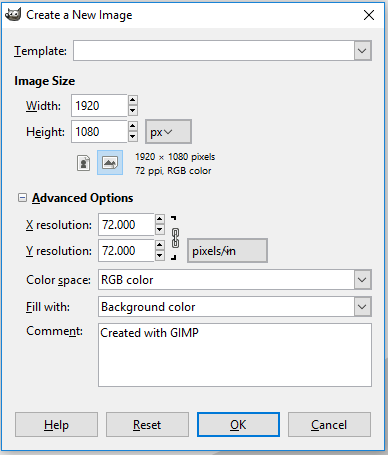 Create a New Image
Template:
Image Size
Width: 1920
Height: 1080 px
1920 × 1080 pixels
72 ppi, RGB color
Advanced Options
X resolution: 72.000
Y resolution: 72.000 pixels/in
Color space: RGB color
Fill with: Background color
Comment: Created with GIMP
Help Reset OK Cancel